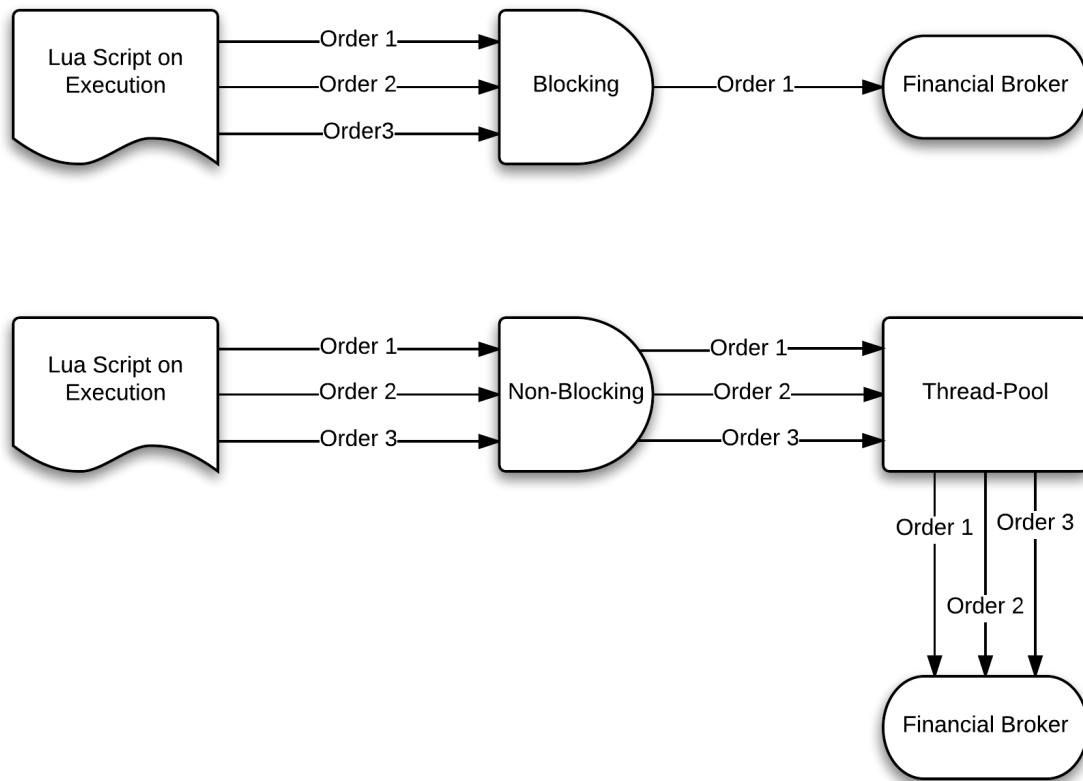 Lua Script on
Execution
Order 1
Order 2
Order3
Blocking
Order 1
Financial Broker
Lua Script on
Execution
Order 1
Order 2
Order 3
Non-Blocking
Order 1
Order 2
Order 3
Thread-Pool
Order 1
Order 3
Order 2
Financial Broker